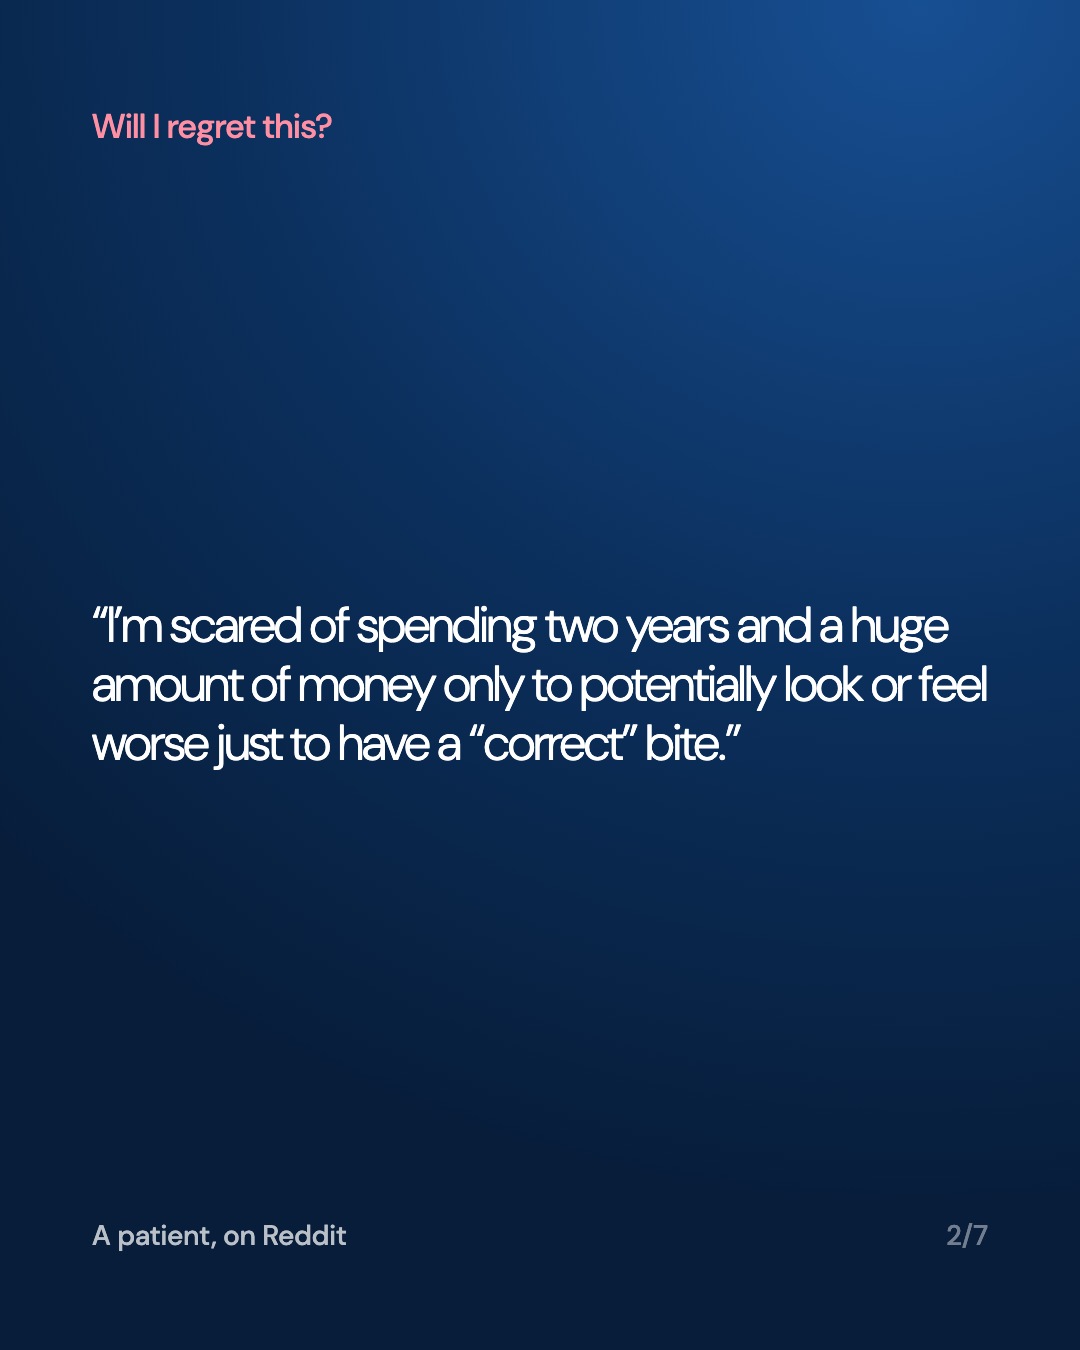 Will I regret this?
“I’m scared of spending two years and a huge
amount of money only to potentially look or feel
worse just to have a “correct” bite.”
A patient, on Reddit
2/7